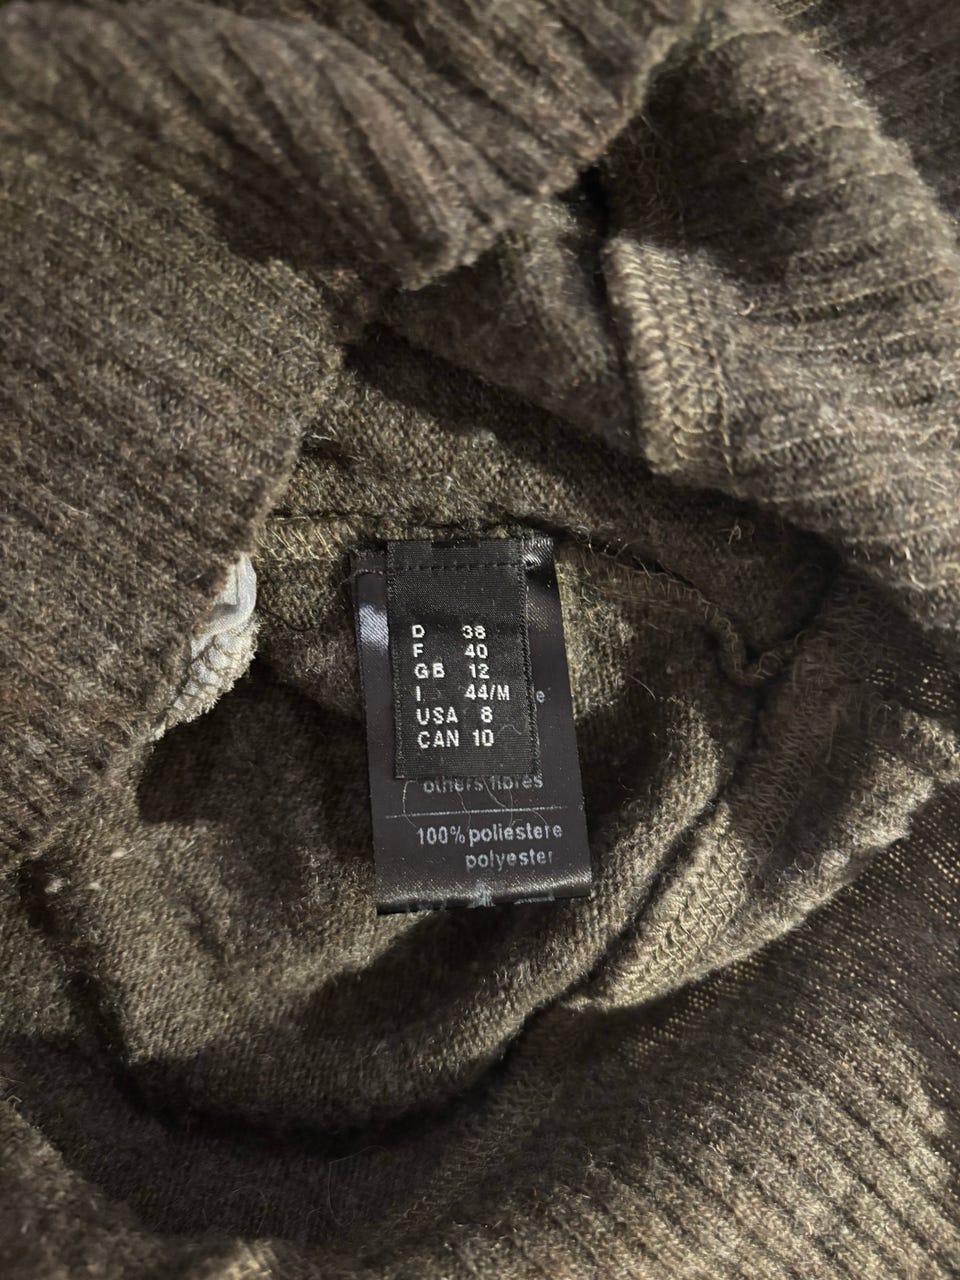 D 38
F 40
GB 12
I 44/M
USA 8
CAN 10
e
others fibres
100% poliestere
polyester